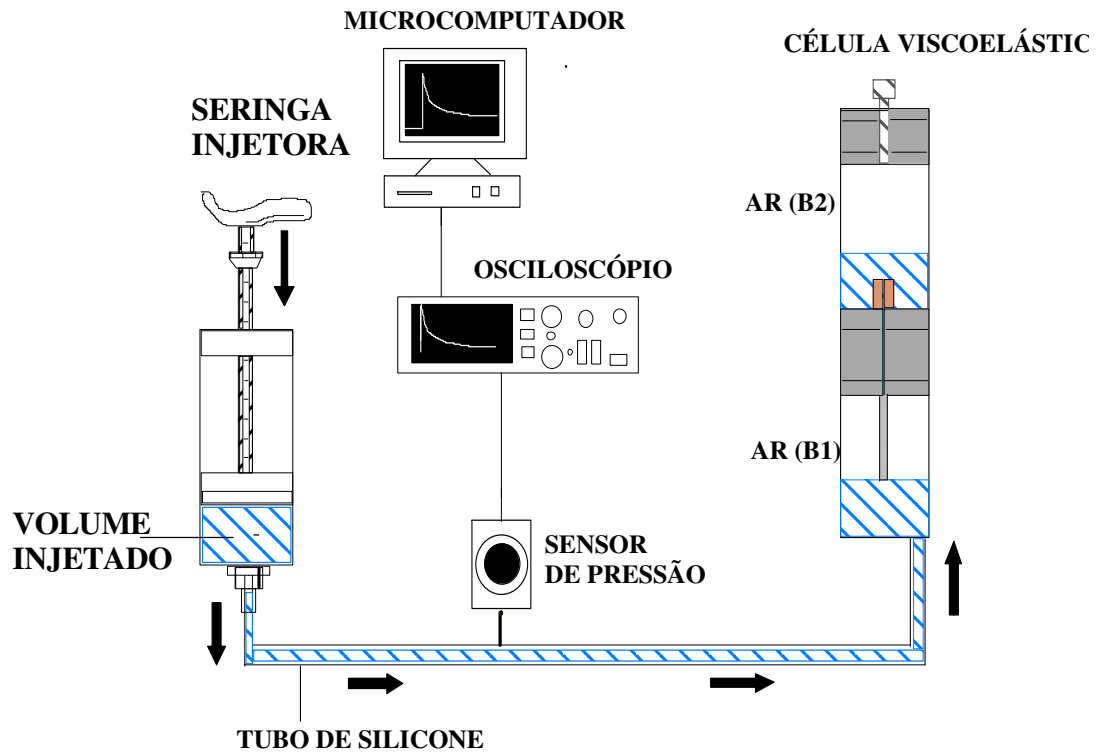 MICROCOMPUTADOR
CÉLULA VISCOELÁSTIC
SERINGA
INJETORA
AR (B2)
OSCILOSCÓPIO
AR (B1)
VOLUME
INJETADO
SENSOR
DE PRESSÃO
TUBO DE SILICONE